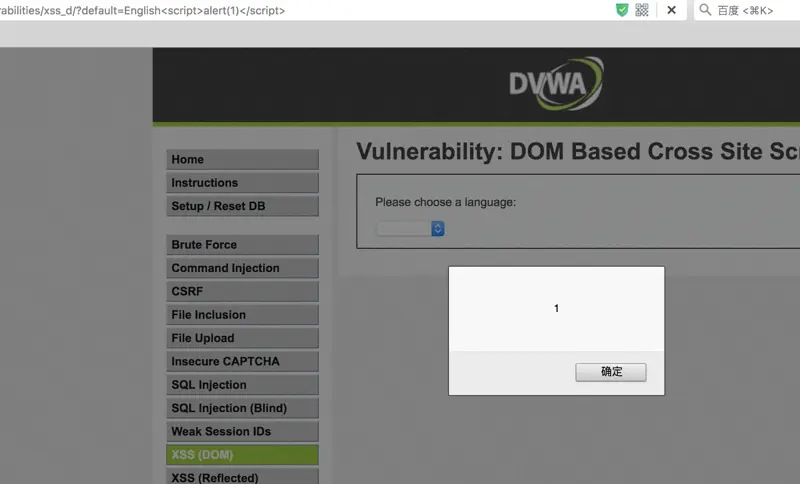 rabilities/xss_d/?default=English<script>alert(1)</script>
百度 <⌘K>
DVWA
Vulnerability: DOM Based Cross Site Scr
Please choose a language:
Home
Instructions
Setup / Reset DB
Brute Force
Command Injection
CSRF
File Inclusion
File Upload
Insecure CAPTCHA
SQL Injection
SQL Injection (Blind)
Weak Session IDs
XSS (DOM)
XSS (Reflected)
1
确定